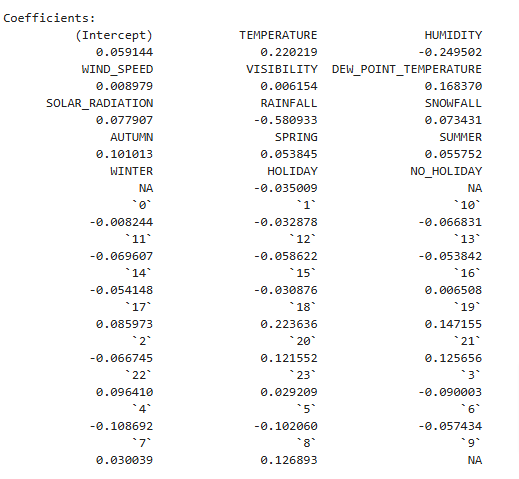 Coefficients:
(Intercept) TEMPERATURE HUMIDITY
0.059144 0.220219 -0.249502
WIND_SPEED VISIBILITY DEW_POINT_TEMPERATURE
0.008979 0.006154 0.168370
SOLAR_RADIATION RAINFALL SNOWFALL
0.077907 -0.580933 0.073431
AUTUMN SPRING SUMMER
0.101013 0.053845 0.055752
WINTER HOLIDAY NO_HOLIDAY
NA -0.035009 NA
`0` `1` `10`
-0.008244 -0.032878 -0.066831
`11` `12` `13`
-0.069607 -0.058622 -0.053842
`14` `15` `16`
-0.054148 -0.030876 0.006508
`17` `18` `19`
0.085973 0.223636 0.147155
`2` `20` `21`
-0.066745 0.121552 0.125656
`22` `23` `3`
0.096410 0.029209 -0.090003
`4` `5` `6`
-0.108692 -0.102060 -0.057434
`7` `8` `9`
0.030039 0.126893 NA